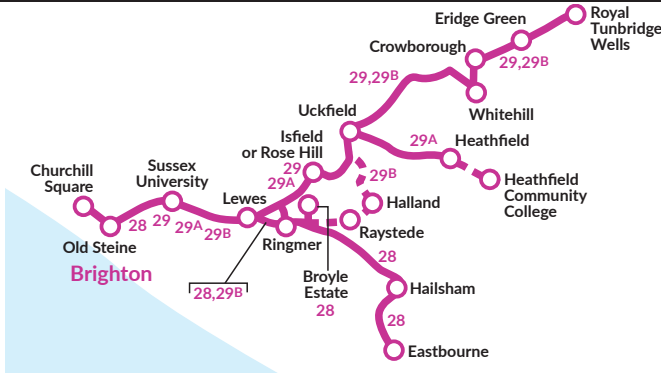 Eridge Green
Royal
Tunbridge
Wells
Crowborough
29,29B
29,29B
Whitehill
Uckfield
29A
Heathfield
Isfield
or Rose Hill
29
29A
29B
Heathfield
Community
College
Churchill
Square
Sussex
University
Lewes
Halland
28
29
29A
29B
Raystede
Old Steine
Ringmer
Brighton
28
28,29B
Broyle
Estate
28
Hailsham
28
Eastbourne